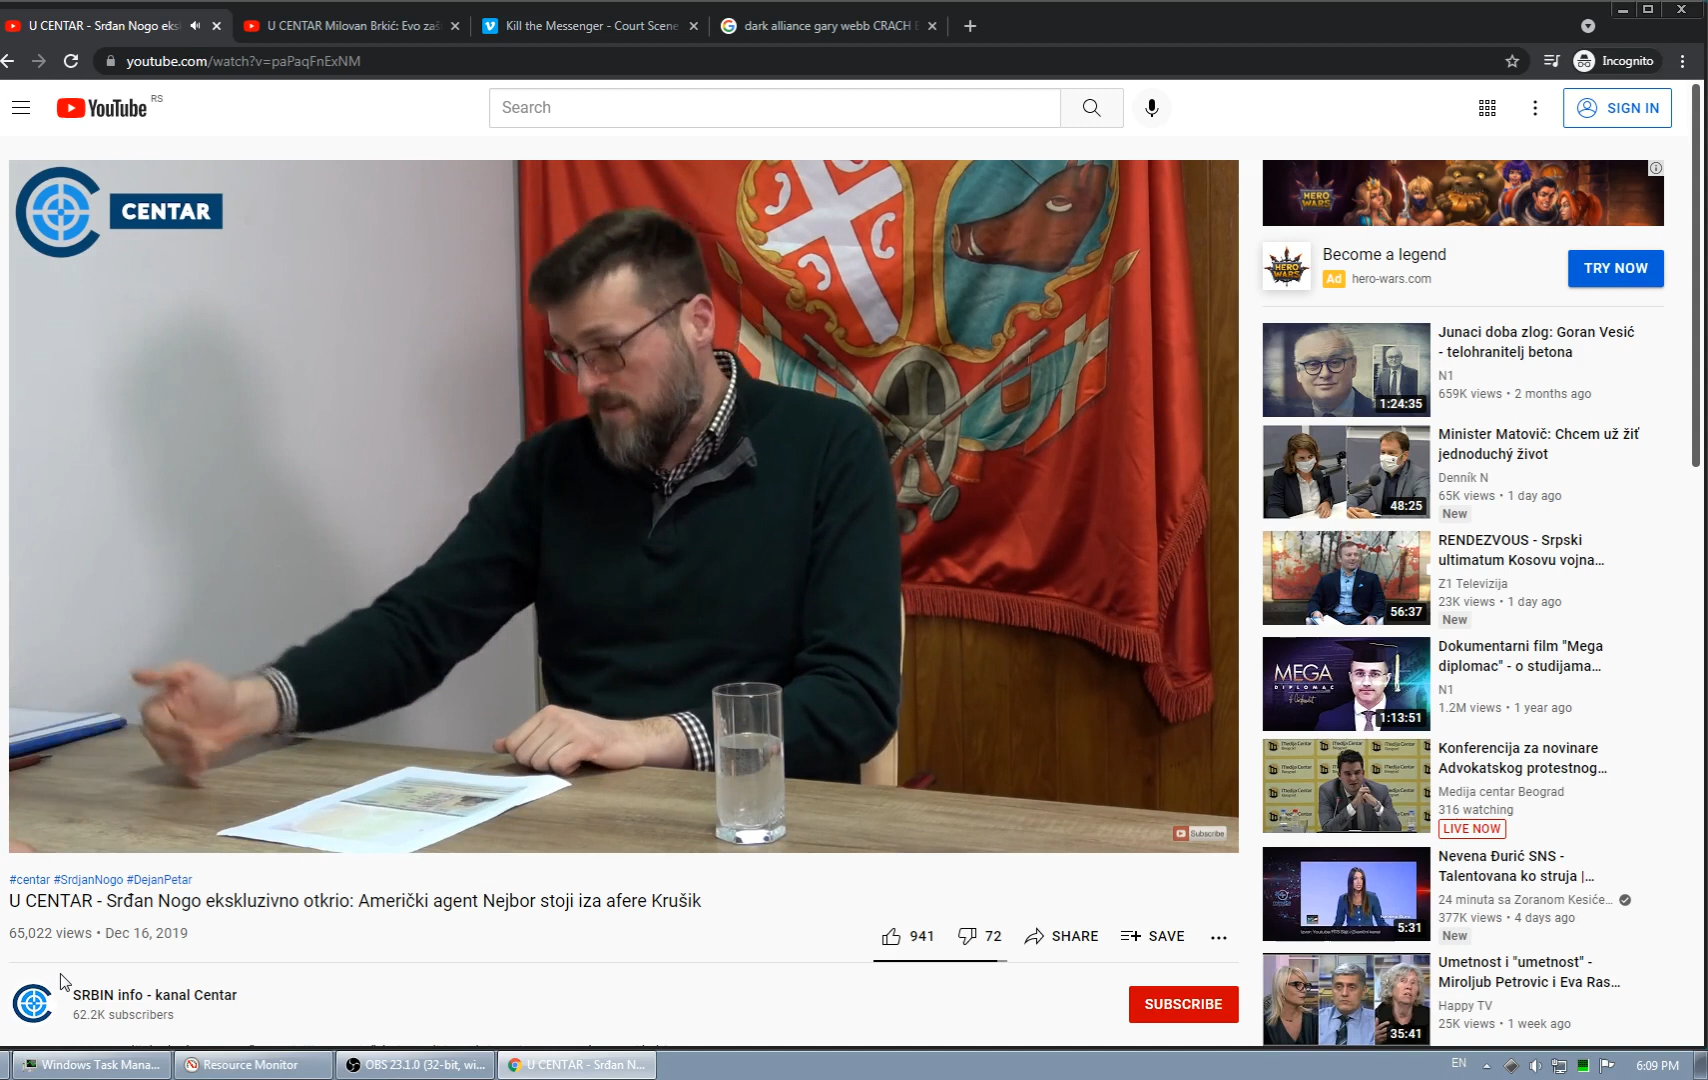 U CENTAR - Srđan Nogo eks
U CENTAR Milovan Brkić: Evo zaš
Kill the Messenger - Court Scene
dark alliance gary webb CRACH
youtube.com/watch?v=paPaqFnExNM
Incognito
YouTube RS
Search
SIGN IN
CENTAR
Subscribe
#centar #SrdjanNogo #DejanPetar
U CENTAR - Srđan Nogo ekskluzivno otkrio: Američki agent Nejbor stoji iza afere Krušik
65,022 views • Dec 16, 2019
941
72
SHARE
SAVE
SRBIN info - kanal Centar
62.2K subscribers
SUBSCRIBE
HERO WARS
HERO WARS
Become a legend
Ad hero-wars.com
TRY NOW
1:24:35
Junaci doba zlog: Goran Vesić
- telohranitelj betona
N1
659K views • 2 months ago
48:25
Minister Matovič: Chcem už žiť
jednoduchý život
Denník N
65K views • 1 day ago
New
56:37
RENDEZVOUS - Srpski
ultimatum Kosovu vojna...
Z1 Televizija
23K views • 1 day ago
New
MEGA
DIPLOMAC
1:13:51
Dokumentarni film "Mega
diplomac" - o studijama...
N1
1.2M views • 1 year ago
Konferencija za novinare
Advokatskog protestnog...
Medija centar Beograd
316 watching
LIVE NOW
5:31
Nevena Đurić SNS -
Talentovana ko struja |...
24 minuta sa Zoranom Kesiće...
377K views • 4 days ago
New
35:41
Umetnost i "umetnost" -
Miroljub Petrovic i Eva Ras...
Happy TV
25K views • 1 week ago
Windows Task Mana...
Resource Monitor
OBS 23.1.0 (32-bit, wi...
U CENTAR - Srđan N...
EN
6:09 PM